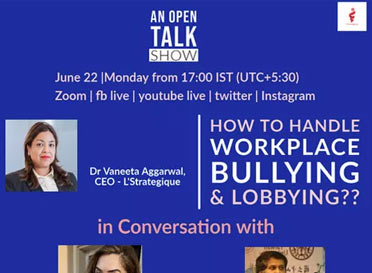 AN OPEN
TALK
SHOW
June 22 |Monday from 17:00 IST (UTC+5:30)
Zoom | fb live | youtube live | twitter | Instagram
HOW TO HANDLE
WORKPLACE
BULLYING
& LOBBYING??
Dr Vaneeta Aggarwal,
CEO - L'Strategique
in Conversation with